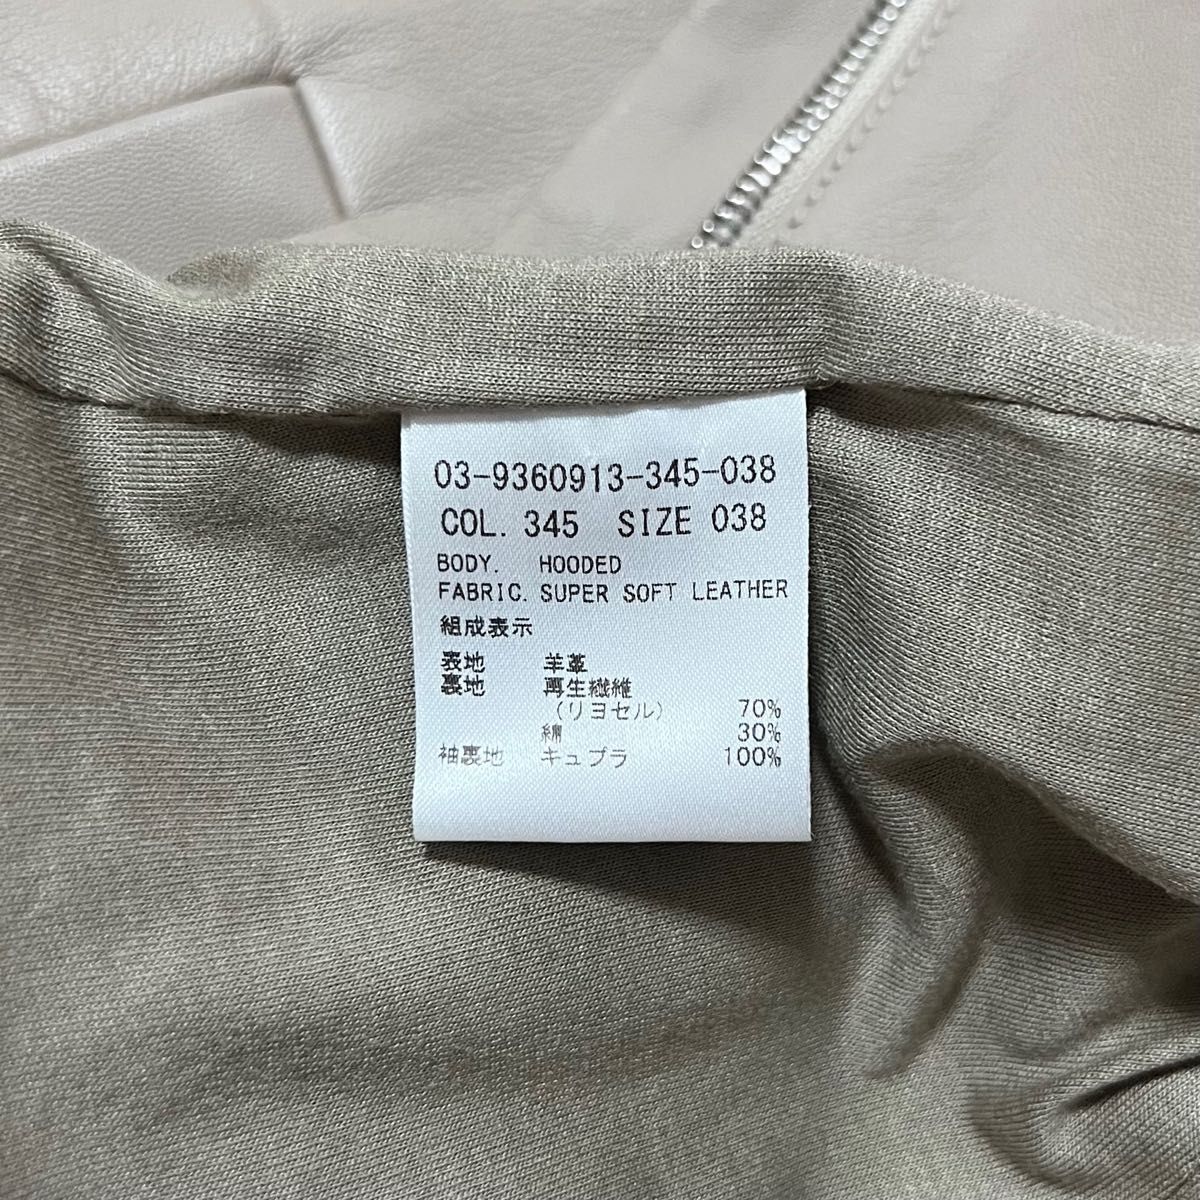 03-9360913-345-038
COL. 345 SIZE 038
BODY. HOODED
FABRIC. SUPER SOFT LEATHER
組成表示
表地 羊革
裏地 再生繊維
(リヨセル) 70%
綿 30%
袖裏地 キュプラ 100%